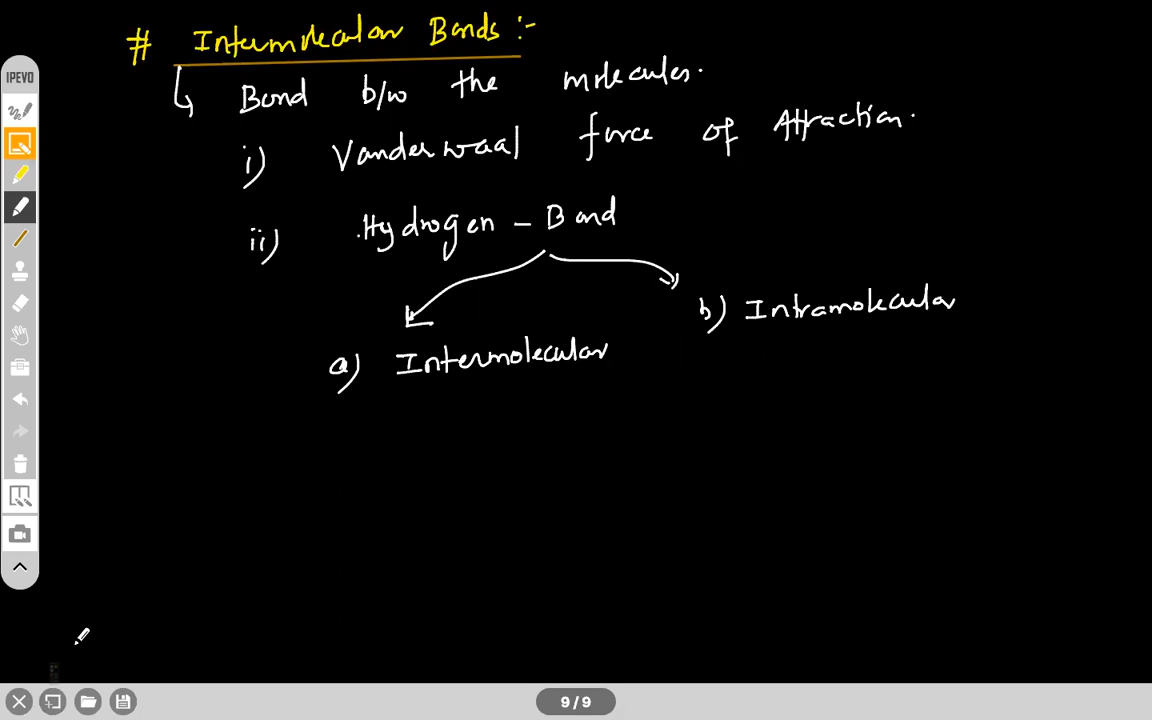 # Intermolecular Bonds :-
Bond b/w the molecules.
i) Vanderwaal force of Attraction.
ii) Hydrogen - Bond
b) Intramolecular
a) Intermolecular
IPEVO
9/9